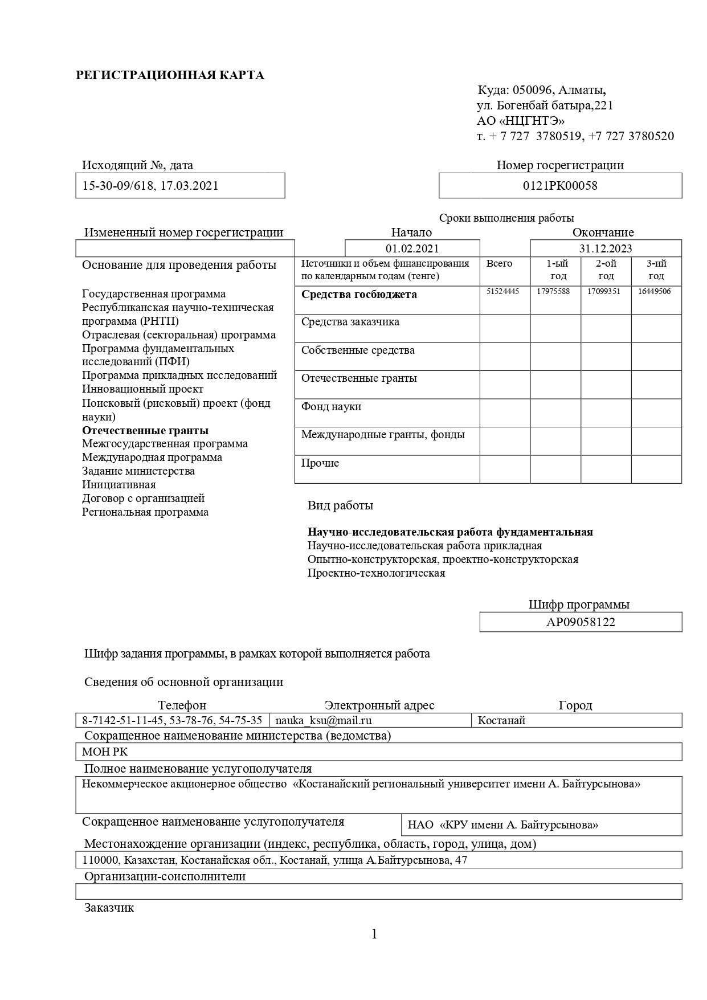 РЕГИСТРАЦИОННАЯ КАРТА
Куда: 050096, Алматы,
ул. Богенбай батыра,221
АО «НЦГНТЭ»
т. + 7 727  3780519, +7 727 3780520
Исходящий №, дата
Номер госрегистрации
15-30-09/618, 17.03.2021
0121РК00058
Сроки выполнения работы
Измененный номер госрегистрации
Начало
Окончание
01.02.2021
31.12.2023
Основание для проведения работы
Государственная программа
Республиканская научно-техническая
программа (РНТП)
Отраслевая (секторальная) программа
Программа фундаментальных
исследований (ПФИ)
Программа прикладных исследований
Инновационный проект
Поисковый (рисковый) проект (фонд
науки)
Отечественные гранты
Межгосударственная программа
Международная программа
Задание министерства
Инициативная
Договор с организацией
Региональная программа
Источники и объем финансирования
по календарным годам (тенге)
Всего
1-ый
год
2-ой
год
3-ий
год
Средства госбюджета
51524445
17975588
17099351
16449506
Средства заказчика
Собственные средства
Отечественные гранты
Фонд науки
Международные гранты, фонды
Прочие
Вид работы
Научно-исследовательская работа фундаментальная
Научно-исследовательская работа прикладная
Опытно-конструкторская, проектно-конструкторская
Проектно-технологическая
Шифр программы
АР09058122
Шифр задания программы, в рамках которой выполняется работа
Сведения об основной организации
Телефон
Электронный адрес
Город
8-7142-51-11-45, 53-78-76, 54-75-35
nauka_ksu@mail.ru
Костанай
Сокращенное наименование министерства (ведомства)
МОН РК
Полное наименование услугополучателя
Некоммерческое акционерное общество  «Костанайский региональный университет имени А. Байтурсынова»
Сокращенное наименование услугополучателя
НАО  «КРУ имени А. Байтурсынова»
Местонахождение организации (индекс, республика, область, город, улица, дом)
110000, Казахстан, Костанайская обл., Костанай, улица А.Байтурсынова, 47
Организации-соисполнители
Заказчик
1